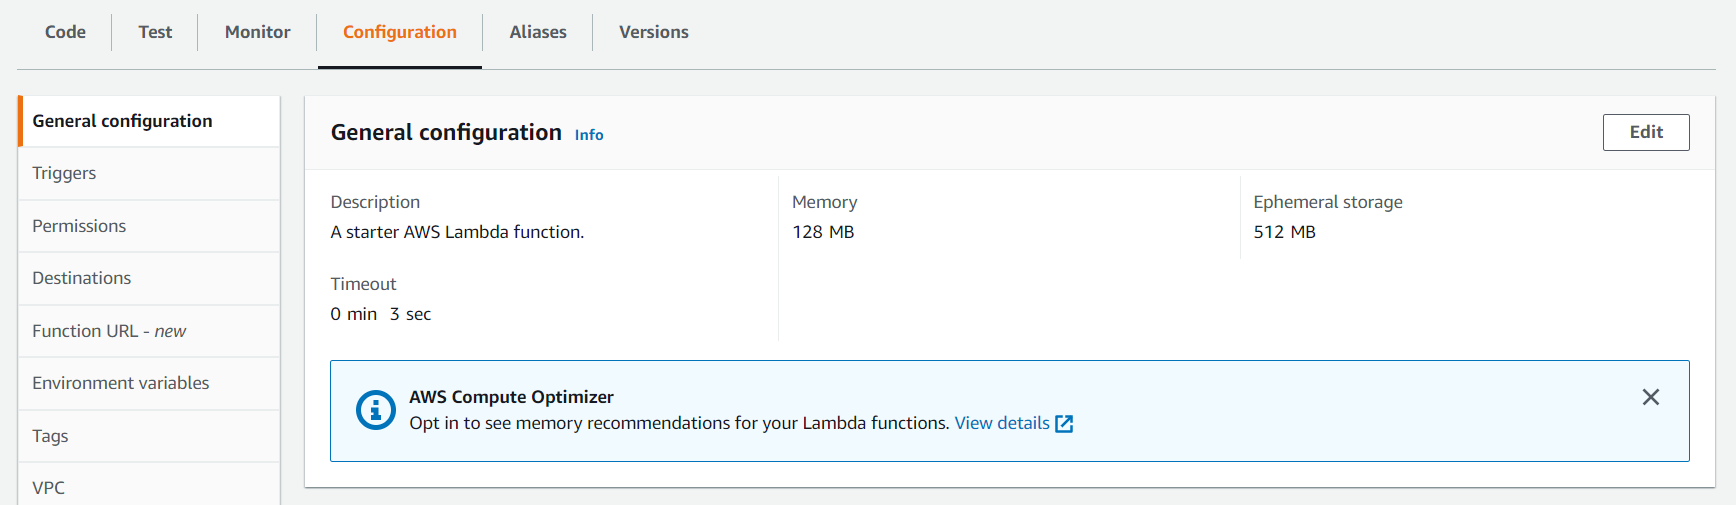 Code Test Monitor Configuration Aliases Versions
General configuration
Triggers
Permissions
Destinations
Function URL - new
Environment variables
Tags
VPC
General configuration Info
Edit
Description
A starter AWS Lambda function.
Memory
128 MB
Ephemeral storage
512 MB
Timeout
0 min 3 sec
AWS Compute Optimizer
Opt in to see memory recommendations for your Lambda functions. View details